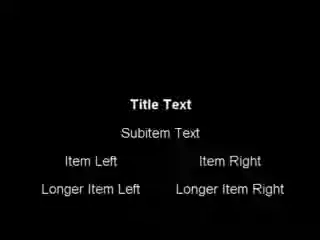 Title Text
Subitem Text
Item Left Item Right
Longer Item Left Longer Item Right